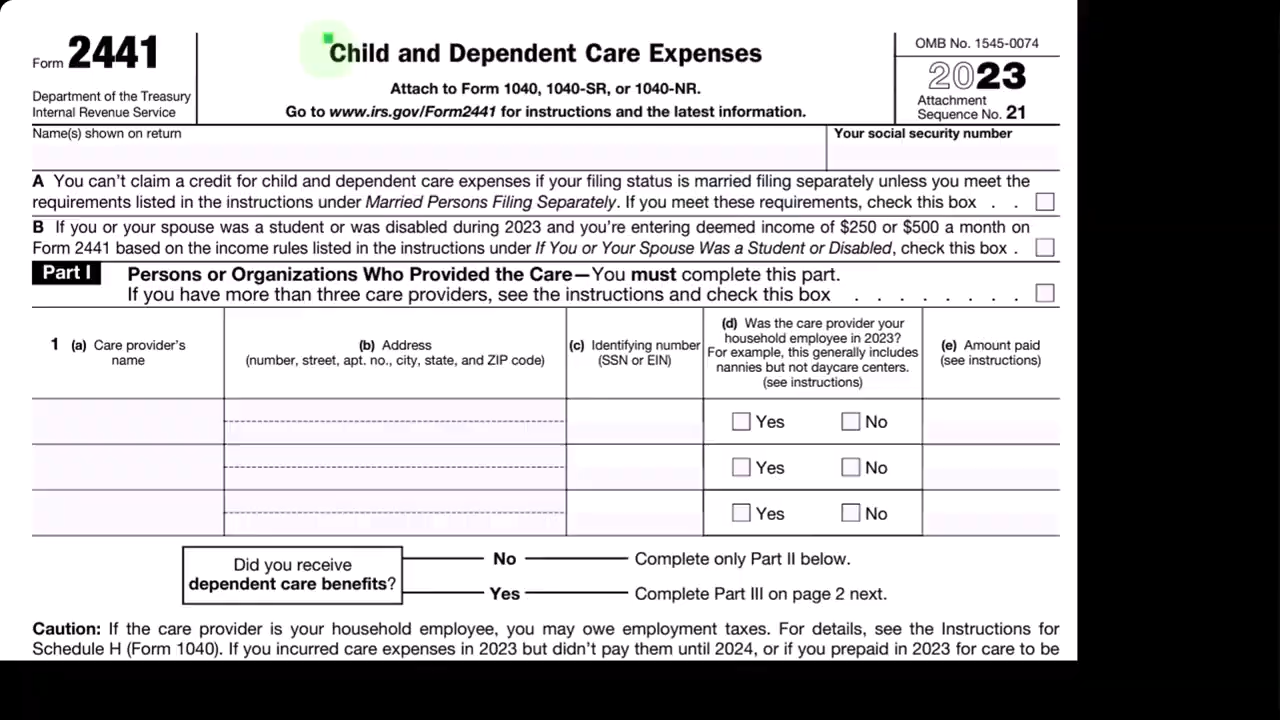 Form 2441
Department of the Treasury
Internal Revenue Service
Child and Dependent Care Expenses
Attach to Form 1040, 1040-SR, or 1040-NR.
Go to www.irs.gov/Form2441 for instructions and the latest information.
OMB No. 1545-0074
2023
Attachment
Sequence No. 21
Name(s) shown on return
Your social security number
A You can't claim a credit for child and dependent care expenses if your filing status is married filing separately unless you meet the
requirements listed in the instructions under Married Persons Filing Separately. If you meet these requirements, check this box . .
B If you or your spouse was a student or was disabled during 2023 and you're entering deemed income of $250 or $500 a month on
Form 2441 based on the income rules listed in the instructions under If You or Your Spouse Was a Student or Disabled, check this box .
Part I Persons or Organizations Who Provided the Care—You must complete this part.
If you have more than three care providers, see the instructions and check this box . . . . . . . .
1 (a) Care provider's
name
(b) Address
(number, street, apt. no., city, state, and ZIP code)
(c) Identifying number
(SSN or EIN)
(d) Was the care provider your
household employee in 2023?
For example, this generally includes
nannies but not daycare centers.
(see instructions)
(e) Amount paid
(see instructions)
Yes No
Yes No
Yes No
Did you receive
dependent care benefits?
No Complete only Part II below.
Yes Complete Part III on page 2 next.
Caution: If the care provider is your household employee, you may owe employment taxes. For details, see the Instructions for
Schedule H (Form 1040). If you incurred care expenses in 2023 but didn't pay them until 2024, or if you prepaid in 2023 for care to be